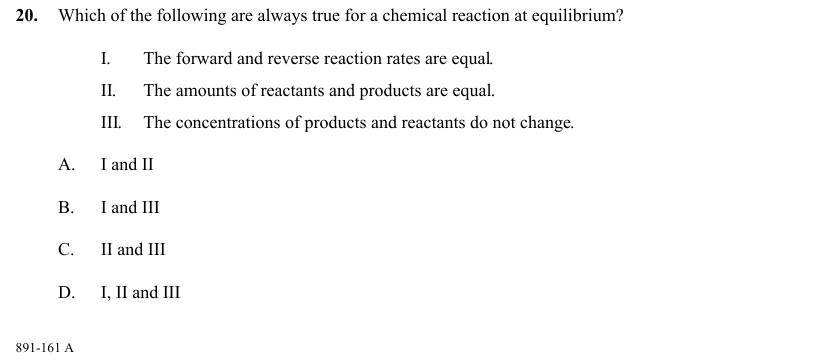 20. Which of the following are always true for a chemical reaction at equilibrium?
I. The forward and reverse reaction rates are equal.
II. The amounts of reactants and products are equal.
III. The concentrations of products and reactants do not change.
A. I and II
B. I and III
C. II and III
D. I, II and III
891-161 A